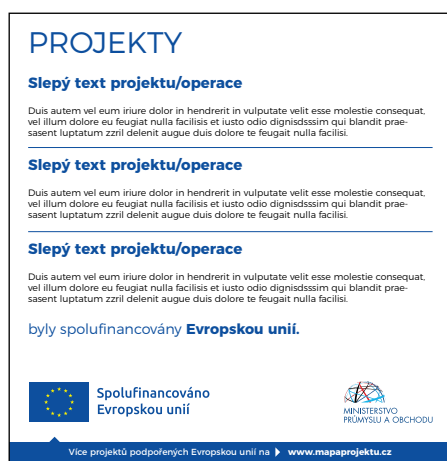 PROJEKTY
Slepý text projektu/operace
Duis autem vel eum iriure dolor in hendrerit in vulputate velit esse molestie consequat,
vel illum dolore eu feugiat nulla facilisis et iusto odio dignisdsssim qui blandit prae-
sasent luptatum zzril delenit augue duis dolore te feugait nulla facilisi.
Slepý text projektu/operace
Duis autem vel eum iriure dolor in hendrerit in vulputate velit esse molestie consequat,
vel illum dolore eu feugiat nulla facilisis et iusto odio dignisdsssim qui blandit prae-
sasent luptatum zzril delenit augue duis dolore te feugait nulla facilisi.
Slepý text projektu/operace
Duis autem vel eum iriure dolor in hendrerit in vulputate velit esse molestie consequat,
vel illum dolore eu feugiat nulla facilisis et iusto odio dignisdsssim qui blandit prae-
sasent luptatum zzril delenit augue duis dolore te feugait nulla facilisi.
byly spolufinancovány Evropskou unií.
Spolufinancováno
Evropskou unií
MINISTERSTVO
PRŮMYSLU A OBCHODU
Více projektů podpořených Evropskou unií na www.mapaprojektu.cz